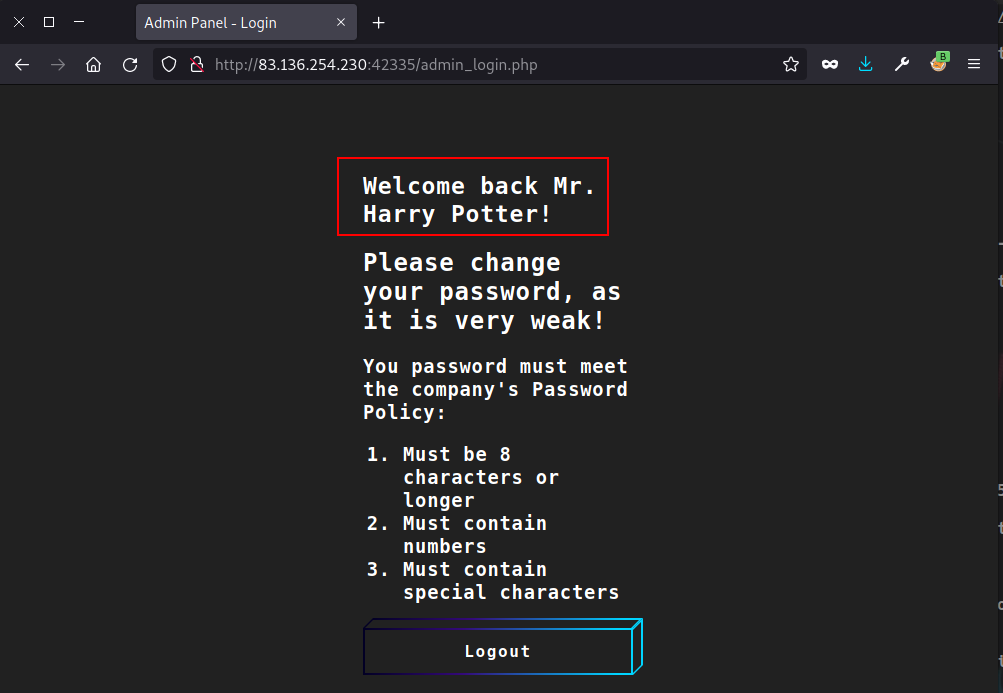 Admin Panel - Login
http://83.136.254.230:42335/admin_login.php
B
Welcome back Mr.
Harry Potter!
Please change
your password, as
it is very weak!
You password must meet
the company's Password
Policy:
1. Must be 8
characters or
longer
2. Must contain
numbers
3. Must contain
special characters
Logout